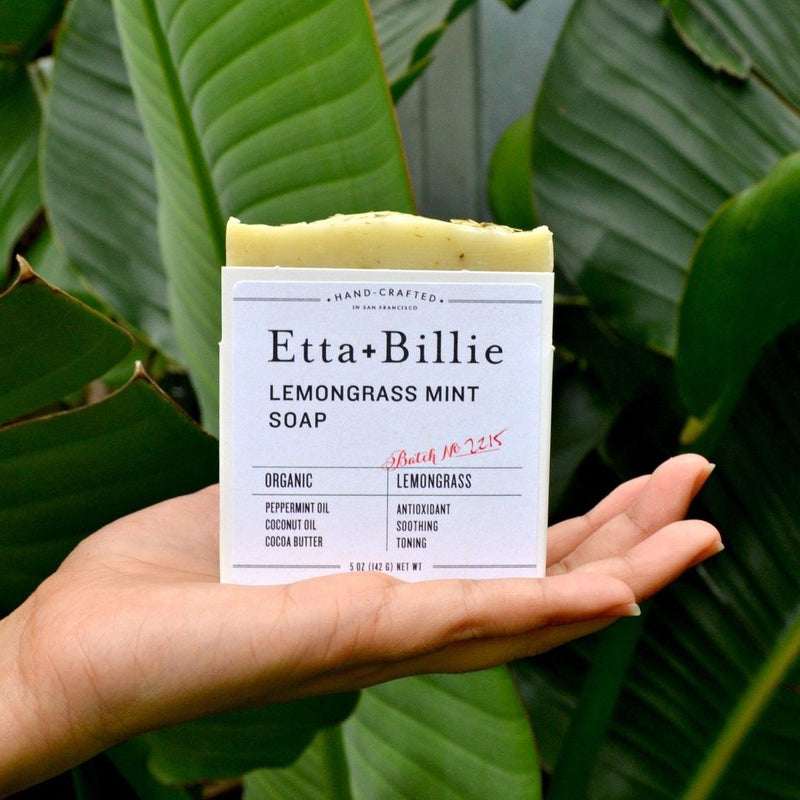 HAND-CRAFTED
IN SAN FRANCISCO
Etta+Billie
LEMONGRASS MINT
SOAP
Batch No 2215
ORGANIC
PEPPERMINT OIL
COCONUT OIL
COCOA BUTTER
LEMONGRASS
ANTIOXIDANT
SOOTHING
TONING
5 OZ (142 G) NET WT